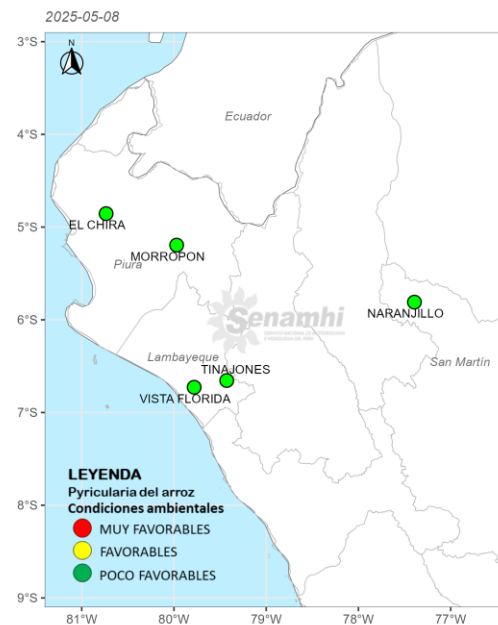 2025-05-08
3°S
N
Ecuador
4°S
5°S
EL CHIRA
MORROPON
Piura
NARANJILLO
6°S
Senamhi
Lambayeque
San Martín
TINAJONES
VISTA FLORIDA
7°S
LEYENDA
Pyricularia del arroz
Condiciones ambientales
MUY FAVORABLES
8°S
FAVORABLES
POCO FAVORABLES
9°S
81°W 80°W 79°W 78°W 77°W